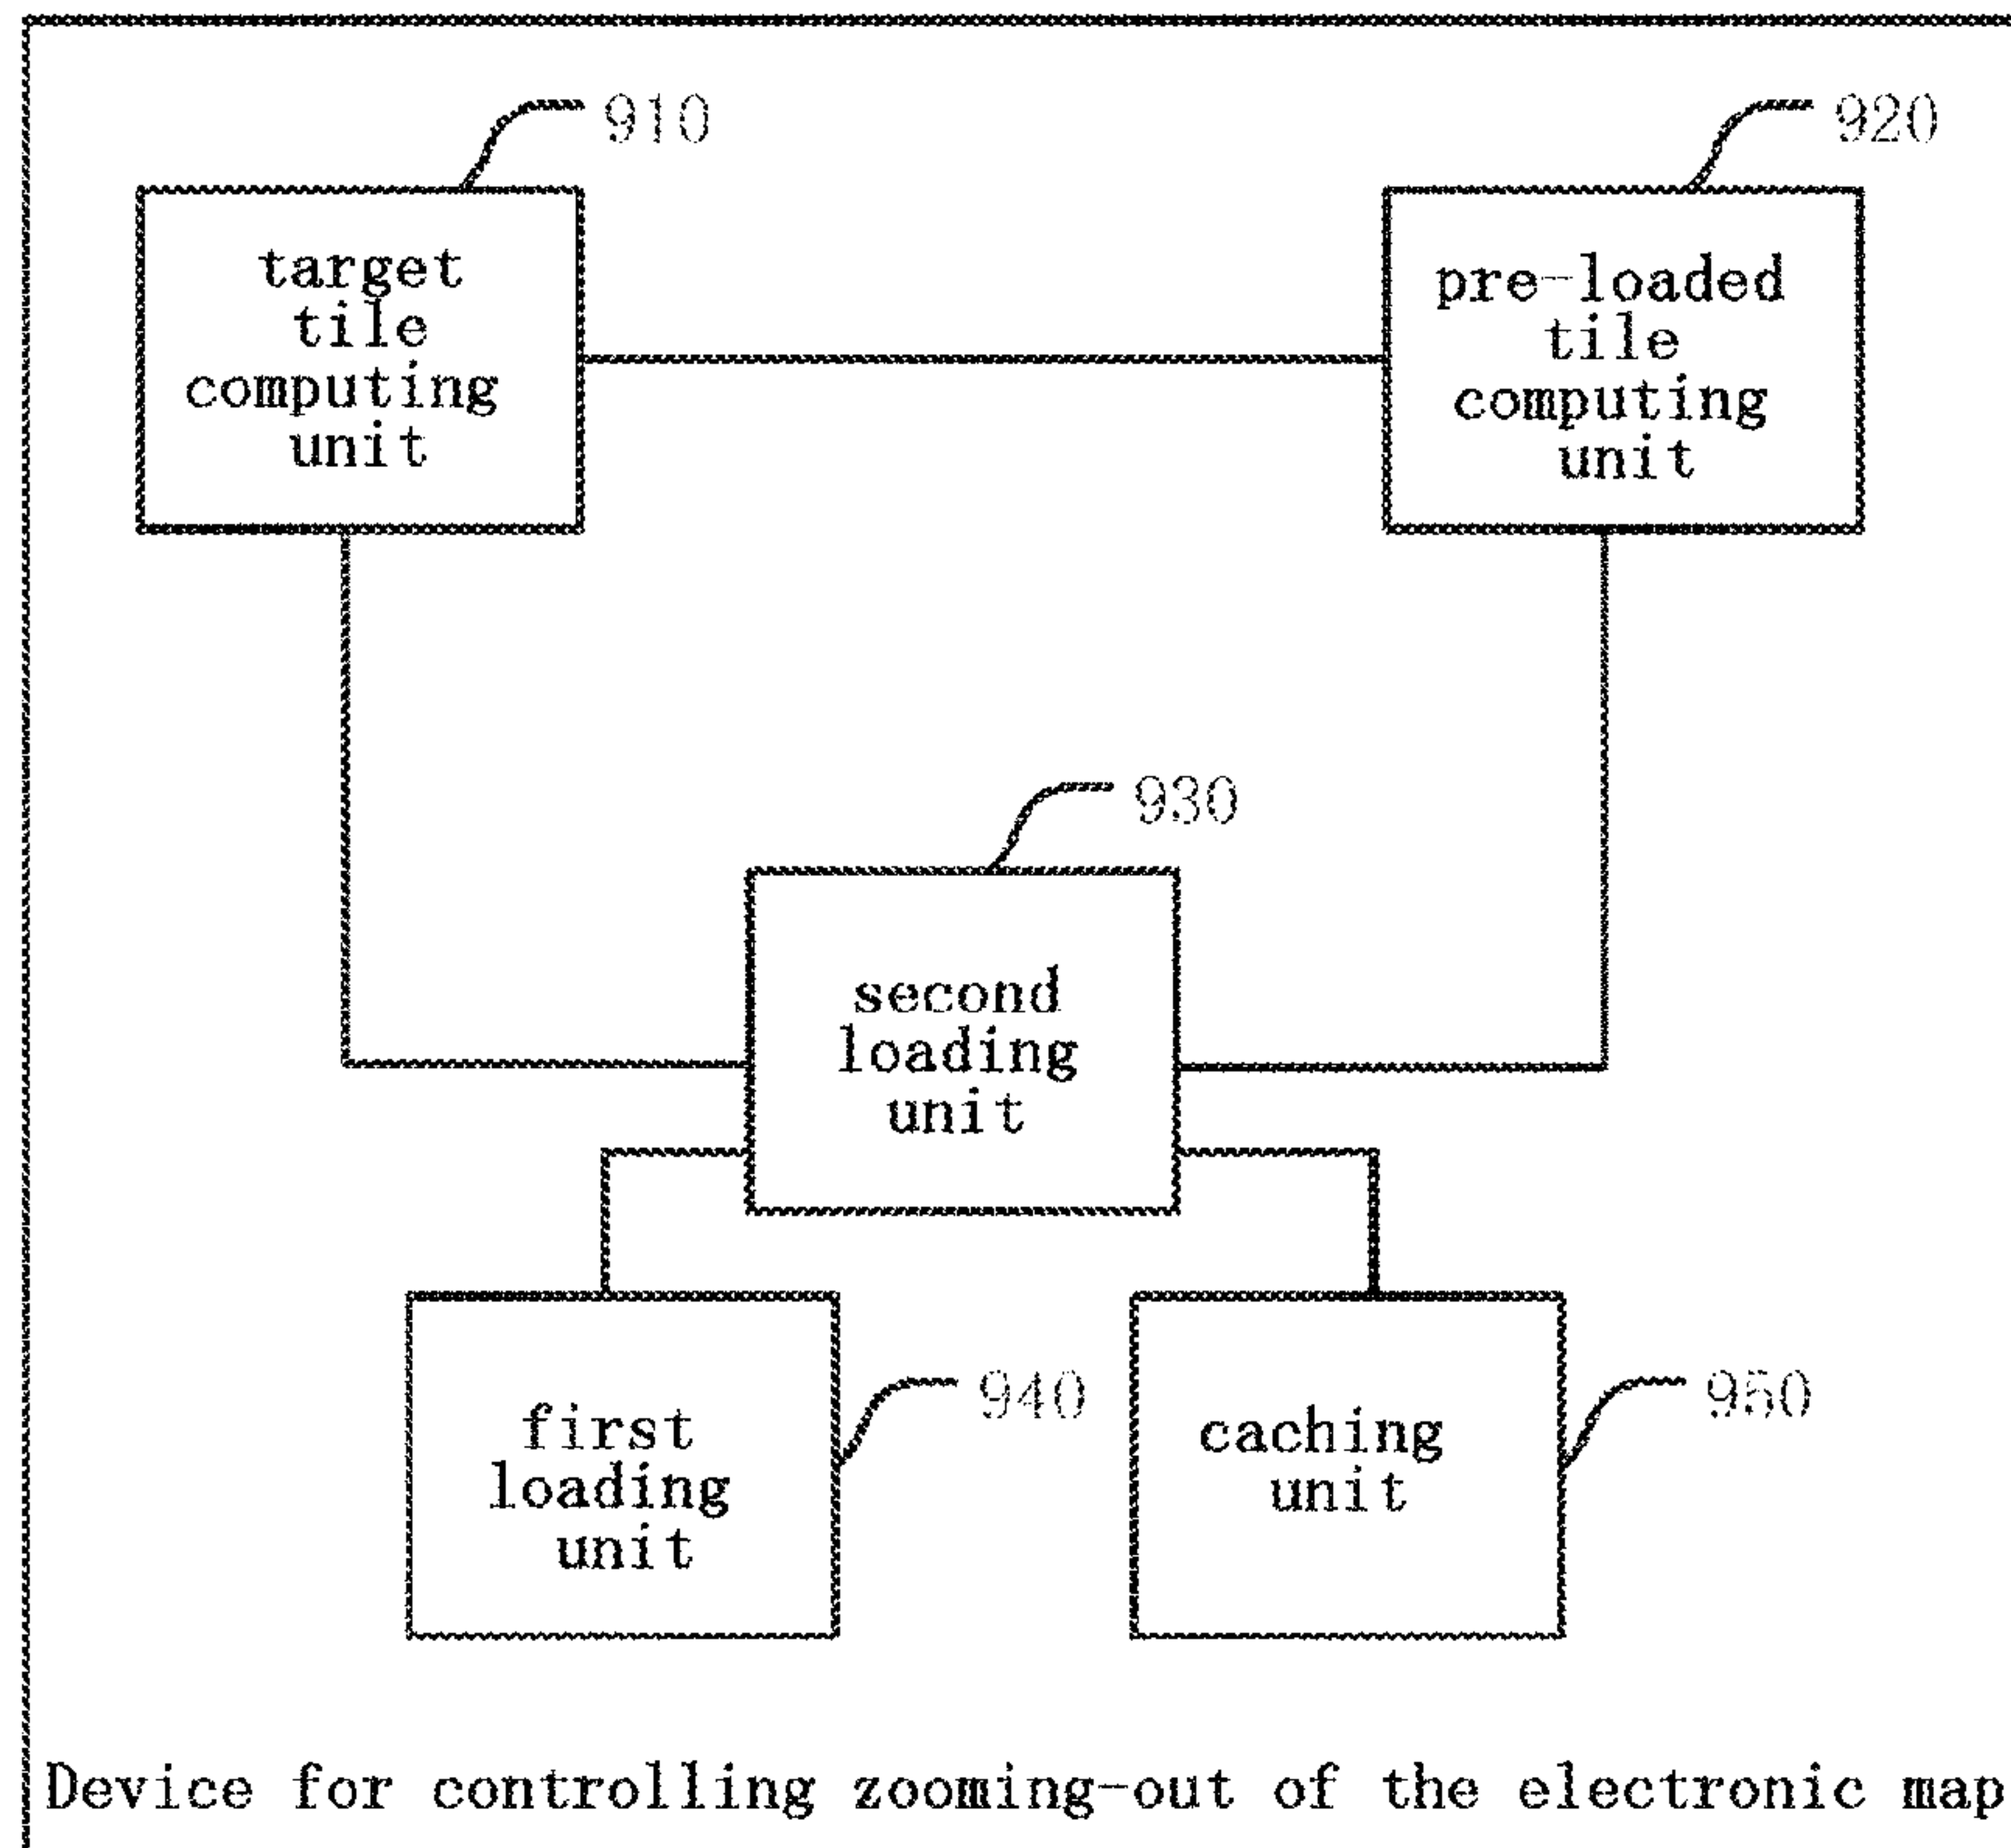 910
920
target
tile
computing
unit
pre-loaded
tile
computing
unit
930
second
loading
unit
940
950
first
loading
unit
caching
unit
Device for controlling zooming-out of the electronic map